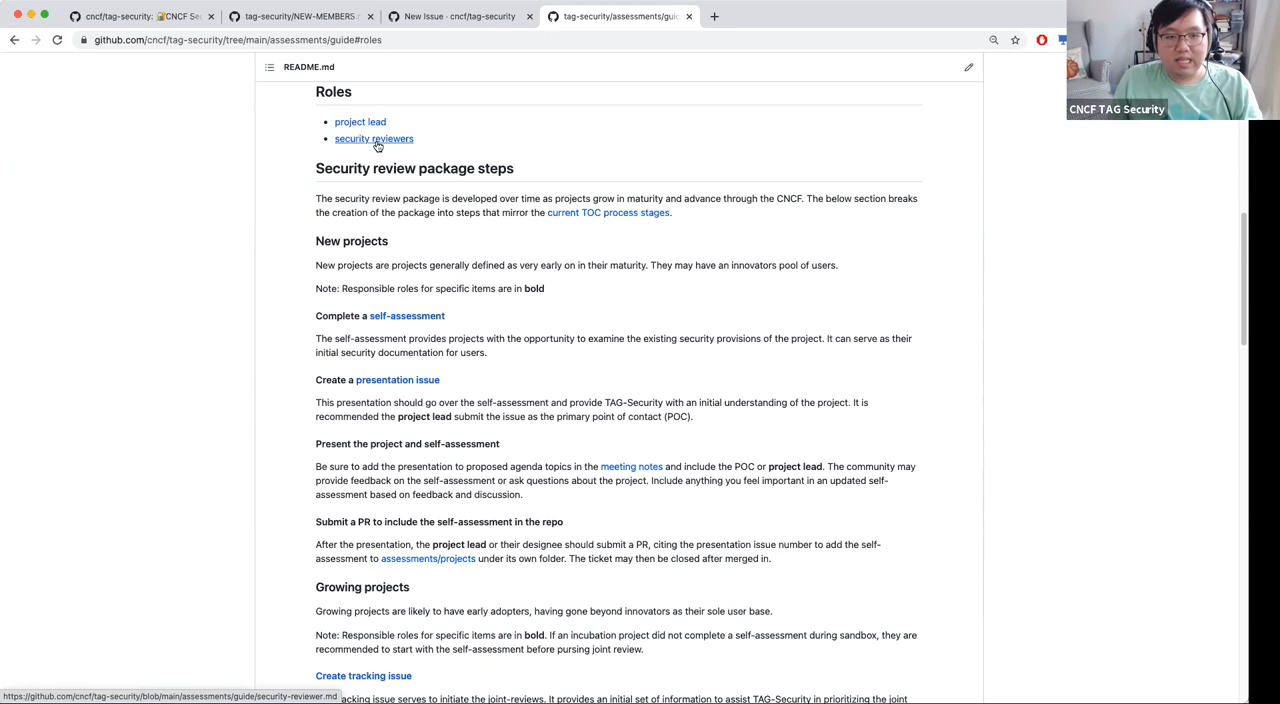 cncf/tag-security: 🔐CNCF Se
tag-security/NEW-MEMBERS.
New Issue · cncf/tag-security
tag-security/assessments/guid
github.com/cncf/tag-security/tree/main/assessments/guide#roles
CNCF TAG Security
README.md
Roles
project lead
security reviewers
Security review package steps
The security review package is developed over time as projects grow in maturity and advance through the CNCF. The below section breaks
the creation of the package into steps that mirror the current TOC process stages.
New projects
New projects are projects generally defined as very early on in their maturity. They may have an innovators pool of users.
Note: Responsible roles for specific items are in bold
Complete a self-assessment
The self-assessment provides projects with the opportunity to examine the existing security provisions of the project. It can serve as their
initial security documentation for users.
Create a presentation issue
This presentation should go over the self-assessment and provide TAG-Security with an initial understanding of the project. It is
recommended the project lead submit the issue as the primary point of contact (POC).
Present the project and self-assessment
Be sure to add the presentation to proposed agenda topics in the meeting notes and include the POC or project lead. The community may
provide feedback on the self-assessment or ask questions about the project. Include anything you feel important in an updated self-
assessment based on feedback and discussion.
Submit a PR to include the self-assessment in the repo
After the presentation, the project lead or their designee should submit a PR, citing the presentation issue number to add the self-
assessment to assessments/projects under its own folder. The ticket may then be closed after merged in.
Growing projects
Growing projects are likely to have early adopters, having gone beyond innovators as their sole user base.
Note: Responsible roles for specific items are in bold. If an incubation project did not complete a self-assessment during sandbox, they are
recommended to start with the self-assessment before pursing joint review.
Create tracking issue
acking issue serves to initiate the joint-reviews. It provides an initial set of information to assist TAG-Security in prioritizing the joint
https://github.com/cncf/tag-security/blob/main/assessments/guide/security-reviewer.md